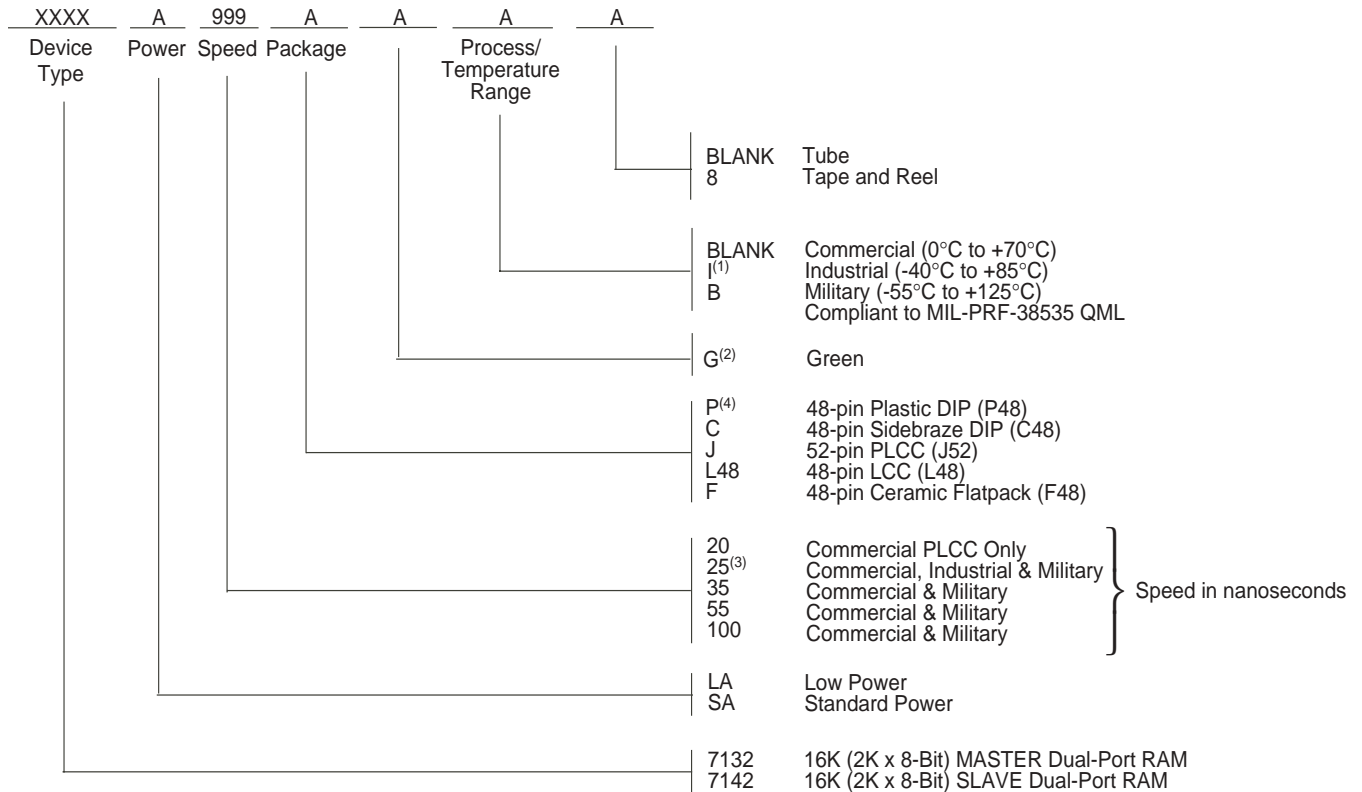 XXXX A 999 A A A A
Device Type Power Speed Package Process/ Temperature Range
BLANK Tube
8 Tape and Reel
BLANK Commercial (0°C to +70°C)
I(1) Industrial (-40°C to +85°C)
B Military (-55°C to +125°C)
Compliant to MIL-PRF-38535 QML
G(2) Green
P(4) 48-pin Plastic DIP (P48)
C 48-pin Sidebraze DIP (C48)
J 52-pin PLCC (J52)
L48 48-pin LCC (L48)
F 48-pin Ceramic Flatpack (F48)
20 Commercial PLCC Only
25(3) Commercial, Industrial & Military
35 Commercial & Military
55 Commercial & Military
100 Commercial & Military
Speed in nanoseconds
LA Low Power
SA Standard Power
7132 16K (2K x 8-Bit) MASTER Dual-Port RAM
7142 16K (2K x 8-Bit) SLAVE Dual-Port RAM